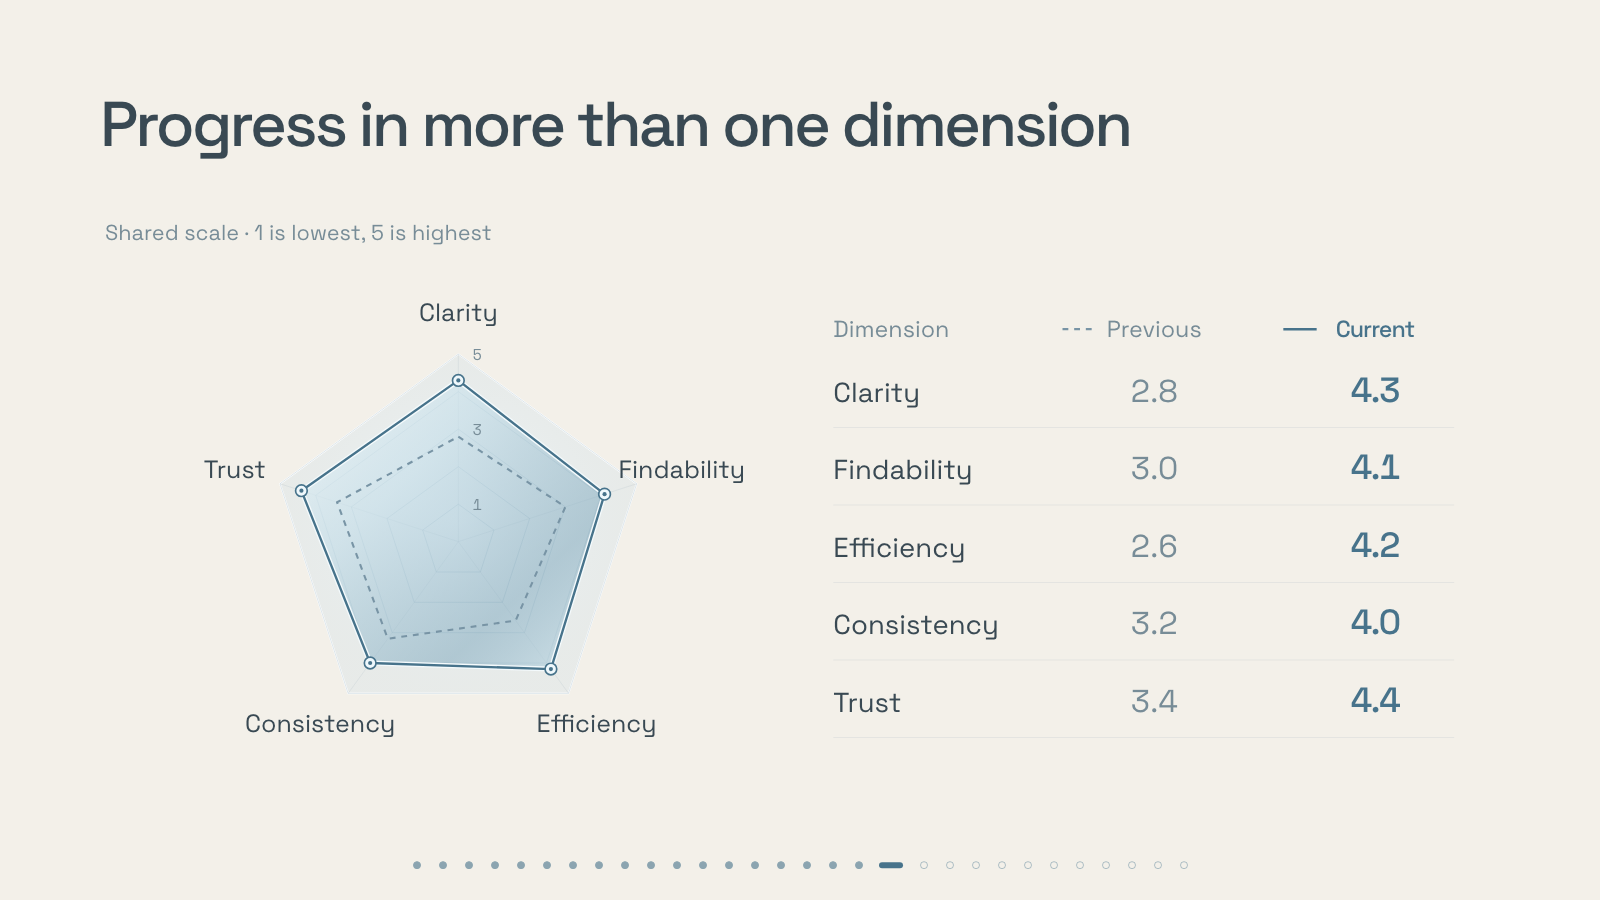 Progress in more than one dimension
Shared scale · 1 is lowest, 5 is highest
Clarity
5
3
1
Trust
Findability
Consistency
Efficiency
Dimension Previous Current
Clarity 2.8 4.3
Findability 3.0 4.1
Efficiency 2.6 4.2
Consistency 3.2 4.0
Trust 3.4 4.4